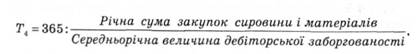 T₄ = 365: Річна сума закупок сировини і матеріалів
Середньорічна величина дебіторської заборгованості.